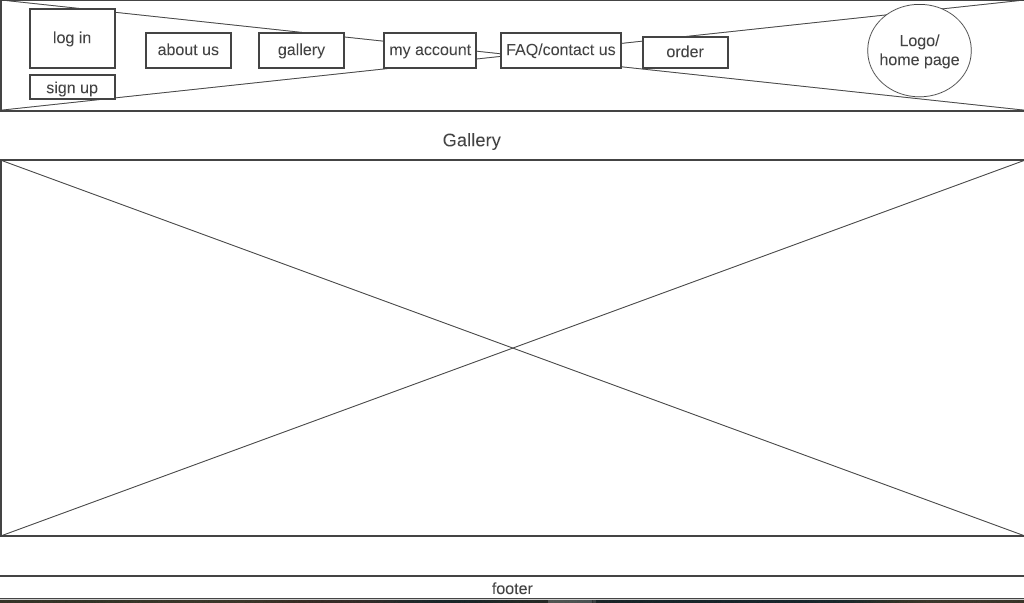 log in
sign up
about us
gallery
my account
FAQ/contact us
order
Logo/
home page
Gallery
footer